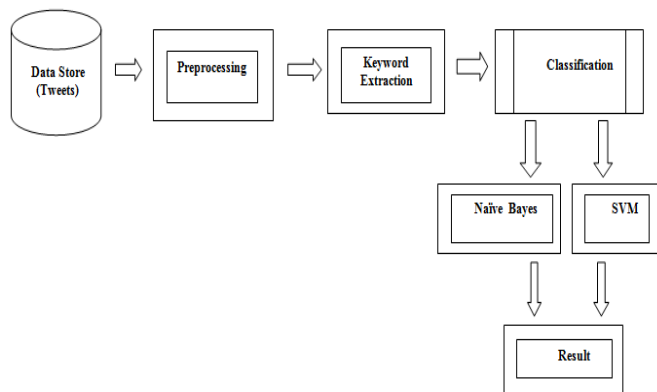 Data Store
(Tweets)
Preprocessing
Keyword
Extraction
Classification
Naïve Bayes
SVM
Result